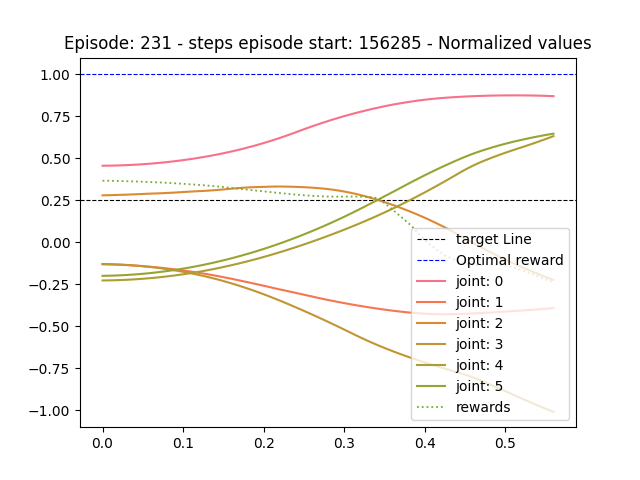 Episode: 231 - steps episode start: 156285 - Normalized values
1.00
0.75
0.50
0.25
0.00
−0.25
−0.50
−0.75
−1.00
target Line
Optimal reward
joint: 0
joint: 1
joint: 2
joint: 3
joint: 4
joint: 5
rewards
0.0 0.1 0.2 0.3 0.4 0.5